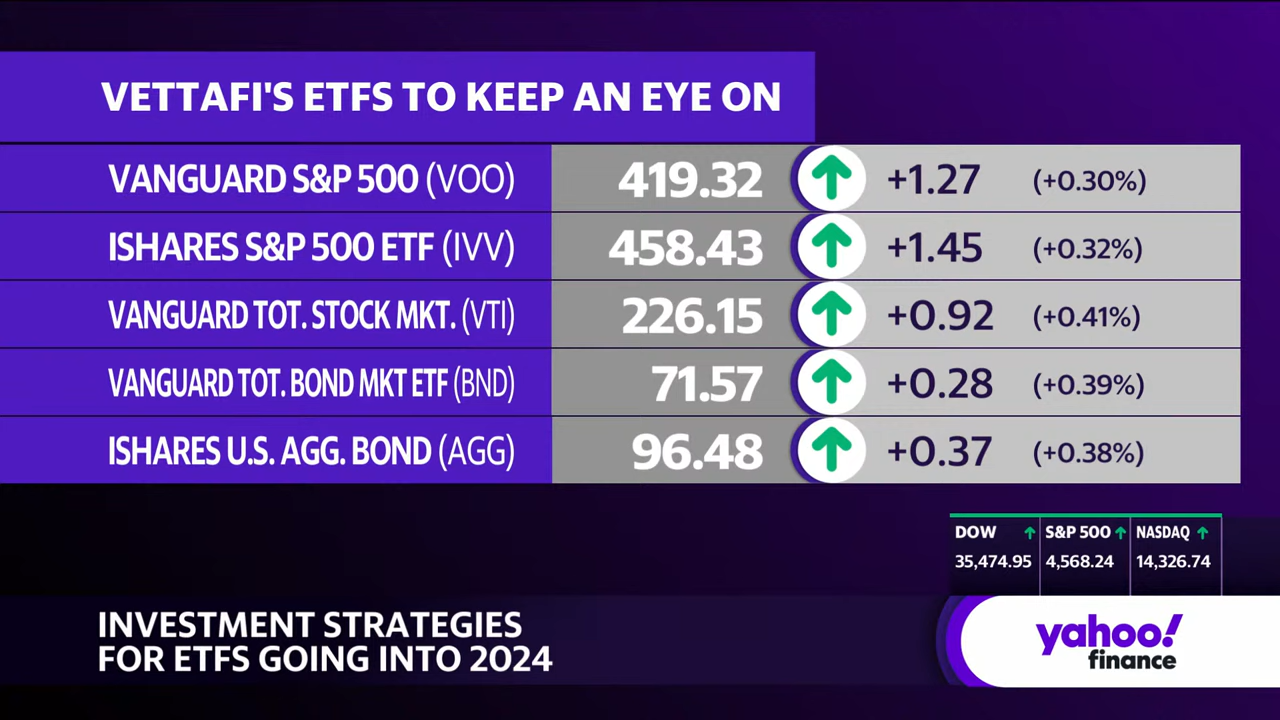 VETTAFI'S ETFS TO KEEP AN EYE ON
VANGUARD S&P 500 (VOO) 419.32 +1.27 (+0.30%)
ISHARES S&P 500 ETF (IVV) 458.43 +1.45 (+0.32%)
VANGUARD TOT. STOCK MKT. (VTI) 226.15 +0.92 (+0.41%)
VANGUARD TOT. BOND MKT ETF (BND) 71.57 +0.28 (+0.39%)
ISHARES U.S. AGG. BOND (AGG) 96.48 +0.37 (+0.38%)
DOW S&P 500 NASDAQ
35,474.95 4,568.24 14,326.74
INVESTMENT STRATEGIES
FOR ETFS GOING INTO 2024
yahoo!
finance